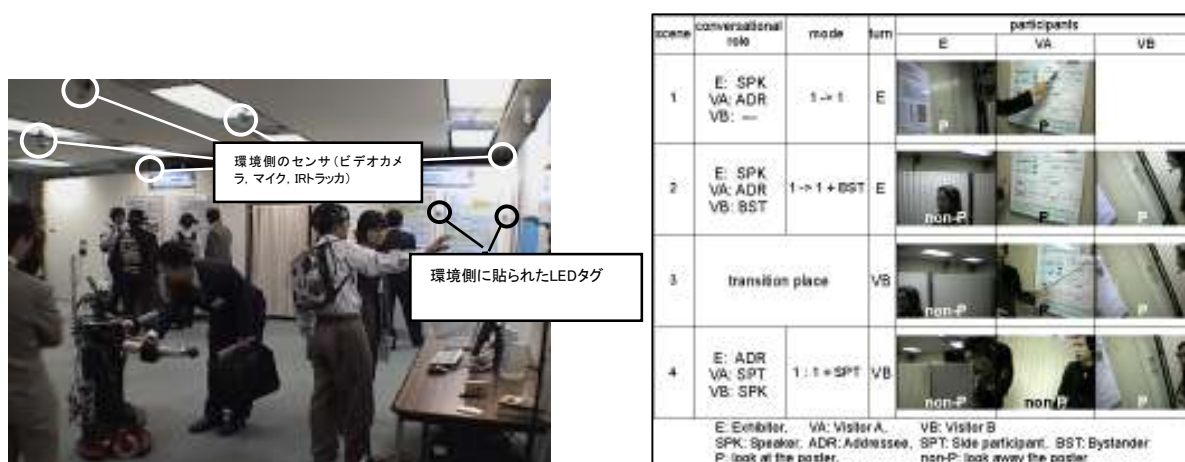 環境側のセンサ(ビデオカメ
ラ, マイク, IRトラッカ)
環境側に貼られたLEDタグ
scene
conversational role
mode
turn
participants
E
VA
VB
1
E: SPK
VA: ADR
VB: ---
1 -> 1
E
P
P
2
E: SPK
VA: ADR
VB: BST
1 -> 1 + BST
E
non-P
P
P
3
transition place
VB
non-P
P
P
4
E: ADR
VA: SPT
VB: SPK
1 : 1 + SPT
VB
non-P
non-P
P
E: Exhibitor, VA: Visitor A, VB: Visitor B
SPK: Speaker, ADR: Addressee, SPT: Side participant, BST: Bystander
P: look at the poster, non-P: look away the poster